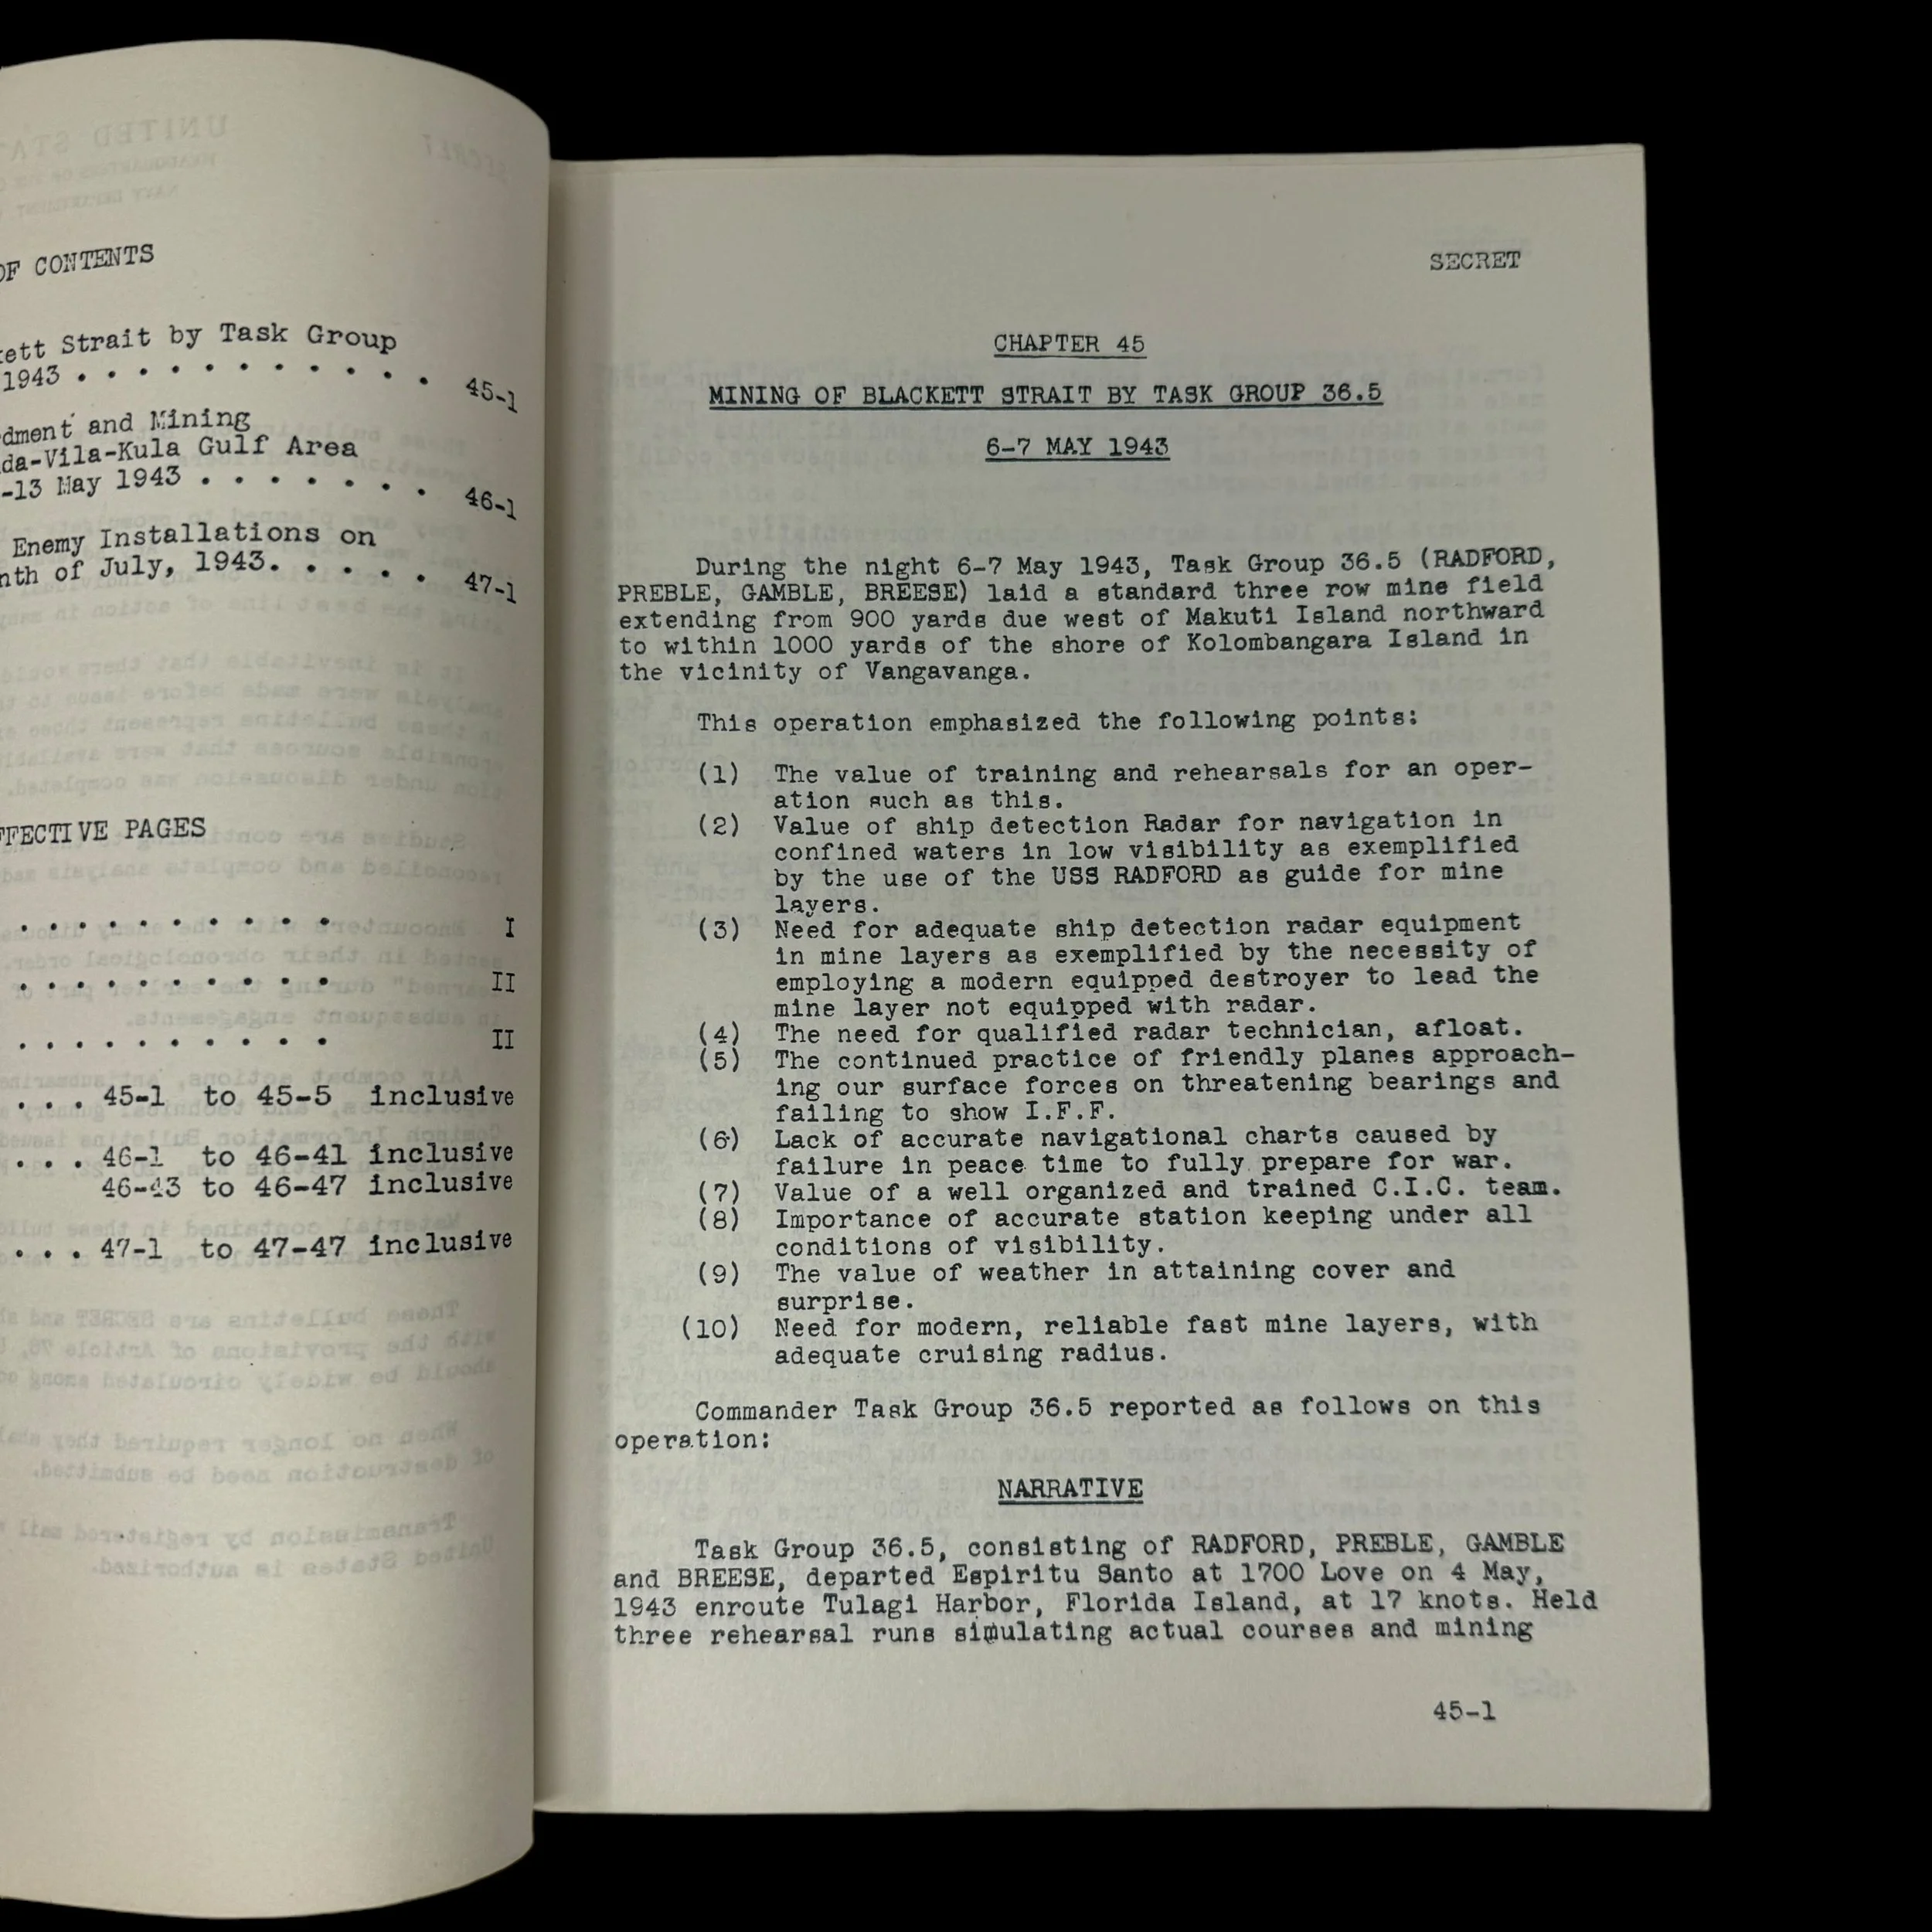 OF CONTENTS
kett Strait by Task Group
1943 . . . . . . . . . . . 45-1
dment and Mining
da-Vila-Kula Gulf Area
-13 May 1943 . . . . . . . 46-1
Enemy Installations on
nth of July, 1943. . . . . 47-1
FFECTIVE PAGES
. . . . . . . . . . I
. . . . . . . . . . II
. . . . . . . . . . II
. . . 45-1 to 45-5 inclusive
. . . 46-1 to 46-41 inclusive
46-43 to 46-47 inclusive
. . . 47-1 to 47-47 inclusive
SECRET
CHAPTER 45
MINING OF BLACKETT STRAIT BY TASK GROUP 36.5
6-7 MAY 1943
During the night 6-7 May 1943, Task Group 36.5 (RADFORD,
PREBLE, GAMBLE, BREESE) laid a standard three row mine field
extending from 900 yards due west of Makuti Island northward
to within 1000 yards of the shore of Kolombangara Island in
the vicinity of Vangavanga.
This operation emphasized the following points:
(1) The value of training and rehearsals for an oper-
ation such as this.
(2) Value of ship detection Radar for navigation in
confined waters in low visibility as exemplified
by the use of the USS RADFORD as guide for mine
layers.
(3) Need for adequate ship detection radar equipment
in mine layers as exemplified by the necessity of
employing a modern equipped destroyer to lead the
mine layer not equipped with radar.
(4) The need for qualified radar technician, afloat.
(5) The continued practice of friendly planes approach-
ing our surface forces on threatening bearings and
failing to show I.F.F.
(6) Lack of accurate navigational charts caused by
failure in peace time to fully prepare for war.
(7) Value of a well organized and trained C.I.C. team.
(8) Importance of accurate station keeping under all
conditions of visibility.
(9) The value of weather in attaining cover and
surprise.
(10) Need for modern, reliable fast mine layers, with
adequate cruising radius.
Commander Task Group 36.5 reported as follows on this
operation:
NARRATIVE
Task Group 36.5, consisting of RADFORD, PREBLE, GAMBLE
and BREESE, departed Espiritu Santo at 1700 Love on 4 May,
1943 enroute Tulagi Harbor, Florida Island, at 17 knots. Held
three rehearsal runs simulating actual courses and mining
45-1